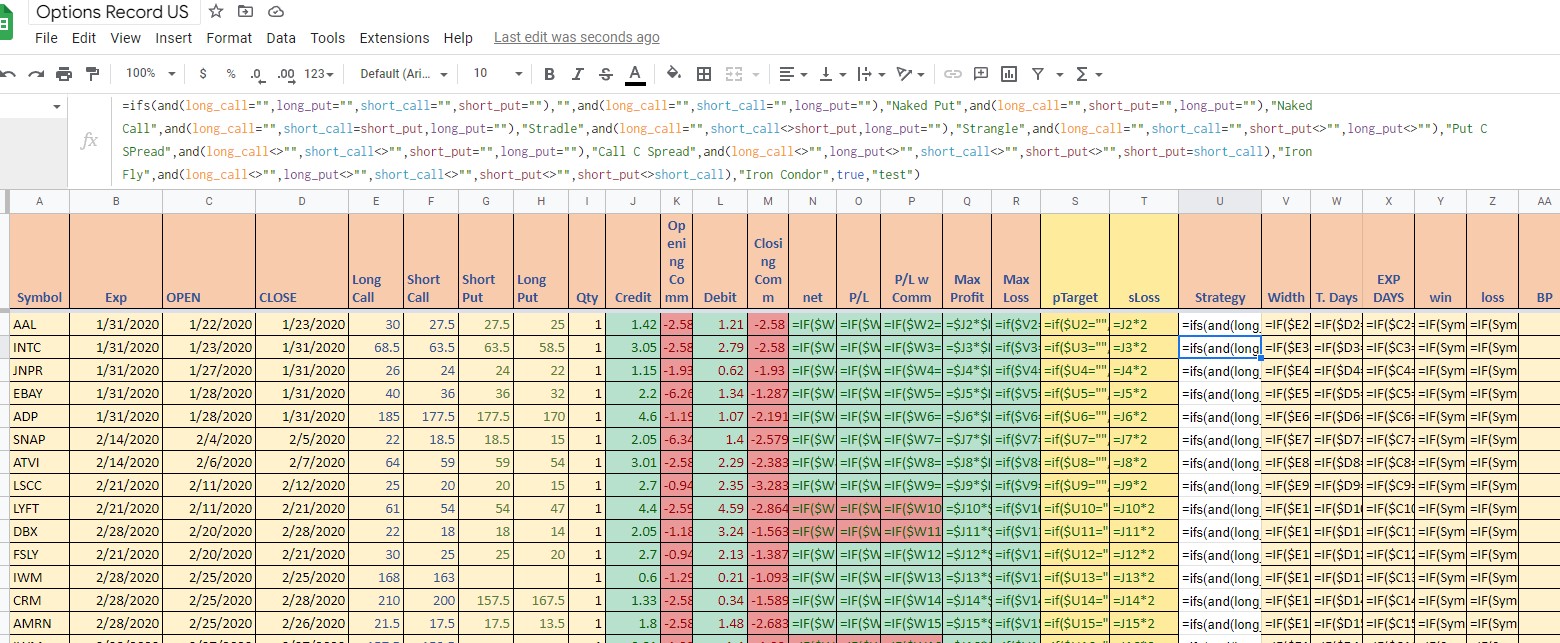 Options Record US
File Edit View Insert Format Data Tools Extensions Help Last edit was seconds ago
100% $ % .0 .00 123 Default (Ari... 10 B I S A
=ifs(and(long_call="",long_put="",short_call="",short_put=""),"",and(long_call="",short_call="",long_put=""),"Naked Put",and(long_call="",short_put="",long_put=""),"Naked
Call",and(long_call="",short_call=short_put,long_put=""),"Stradle",and(long_call="",short_call<>short_put,long_put=""),"Strangle",and(long_call="",short_call="",short_put<>"",long_put<>""),"Put C
SPread",and(long_call<>"",short_call<>"",short_put="",long_put=""),"Call C Spread",and(long_call<>"",long_put<>"",short_call<>"",short_put<>"",short_put=short_call),"Iron
Fly",and(long_call<>"",long_put<>"",short_call<>"",short_put<>"",short_put<>short_call),"Iron Condor",true,"test")
A B C D E F G H I J K L M N O P Q R S T U V W X Y Z AA
Symbol Exp OPEN CLOSE Long Call Short Call Short Put Long Put Qty Credit Opening Comm Debit Closing Comm net P/L P/L w Comm Max Profit Max Loss pTarget sLoss Strategy Width T. Days EXP DAYS win loss BP
AAL 1/31/2020 1/22/2020 1/23/2020 30 27.5 27.5 25 1 1.42 -2.58 1.21 -2.58 =IF($W =IF($W =IF($W2= =$J2*$I =if($V2- =if($U2="", =J2*2 =ifs(and(long_ =IF($E2 =IF($D2- =IF($C2- =IF(Sym =IF(Sym
INTC 1/31/2020 1/23/2020 1/31/2020 68.5 63.5 63.5 58.5 1 3.05 -2.58 2.79 -2.58 =IF($W =IF($W =IF($W3= =$J3*$I =if($V3- =if($U3="", =J3*2 =ifs(and(long_ =IF($E3 =IF($D3- =IF($C3- =IF(Sym =IF(Sym
JNPR 1/31/2020 1/27/2020 1/31/2020 26 24 24 22 1 1.15 -1.93 0.62 -1.93 =IF($W =IF($W =IF($W4= =$J4*$I =if($V4- =if($U4="", =J4*2 =ifs(and(long_ =IF($E4 =IF($D4- =IF($C4- =IF(Sym =IF(Sym
EBAY 1/31/2020 1/28/2020 1/31/2020 40 36 36 32 1 2.2 -6.26 1.34 -1.287 =IF($W =IF($W =IF($W5= =$J5*$I =if($V5- =if($U5="", =J5*2 =ifs(and(long_ =IF($E5 =IF($D5- =IF($C5- =IF(Sym =IF(Sym
ADP 1/31/2020 1/28/2020 1/31/2020 185 177.5 177.5 170 1 4.6 -1.19 1.07 -2.191 =IF($W =IF($W =IF($W6= =$J6*$I =if($V6- =if($U6="", =J6*2 =ifs(and(long_ =IF($E6 =IF($D6- =IF($C6- =IF(Sym =IF(Sym
SNAP 2/14/2020 2/4/2020 2/5/2020 22 18.5 18.5 15 1 2.05 -6.34 1.4 -2.579 =IF($W =IF($W =IF($W7= =$J7*$I =if($V7- =if($U7="", =J7*2 =ifs(and(long_ =IF($E7 =IF($D7- =IF($C7- =IF(Sym =IF(Sym
ATVI 2/14/2020 2/6/2020 2/7/2020 64 59 59 54 1 3.01 -2.58 2.29 -2.383 =IF($W =IF($W =IF($W8= =$J8*$I =if($V8- =if($U8="", =J8*2 =ifs(and(long_ =IF($E8 =IF($D8- =IF($C8- =IF(Sym =IF(Sym
LSCC 2/21/2020 2/11/2020 2/12/2020 25 20 20 15 1 2.7 -0.94 2.35 -3.283 =IF($W =IF($W =IF($W9= =$J9*$I =if($V9- =if($U9="", =J9*2 =ifs(and(long_ =IF($E9 =IF($D9- =IF($C9- =IF(Sym =IF(Sym
LYFT 2/21/2020 2/11/2020 2/21/2020 61 54 54 47 1 4.4 -2.59 4.59 -2.864 =IF($W =IF($W =IF($W10 =$J10*$ =if($V1 =if($U10=" =J10*2 =ifs(and(long_ =IF($E1 =IF($D1 =IF($C1 =IF(Sym =IF(Sym
DBX 2/28/2020 2/20/2020 2/28/2020 22 18 18 14 1 2.05 -1.18 3.24 -1.563 =IF($W =IF($W =IF($W11 =$J11*$ =if($V1 =if($U11=" =J11*2 =ifs(and(long_ =IF($E1 =IF($D1 =IF($C1 =IF(Sym =IF(Sym
FSLY 2/21/2020 2/20/2020 2/21/2020 30 25 25 20 1 2.7 -0.94 2.13 -1.387 =IF($W =IF($W =IF($W12 =$J12*$ =if($V1 =if($U12=" =J12*2 =ifs(and(long_ =IF($E1 =IF($D1 =IF($C1 =IF(Sym =IF(Sym
IWM 2/28/2020 2/25/2020 2/25/2020 168 163 1 0.6 -1.29 0.21 -1.093 =IF($W =IF($W =IF($W13 =$J13*$ =if($V1 =if($U13=" =J13*2 =ifs(and(long_ =IF($E1 =IF($D1 =IF($C1 =IF(Sym =IF(Sym
CRM 2/28/2020 2/25/2020 2/28/2020 210 200 157.5 167.5 1 1.33 -2.58 0.34 -1.589 =IF($W =IF($W =IF($W14 =$J14*$ =if($V1 =if($U14=" =J14*2 =ifs(and(long_ =IF($E1 =IF($D1 =IF($C1 =IF(Sym =IF(Sym
AMRN 2/28/2020 2/25/2020 2/26/2020 21.5 17.5 17.5 13.5 1 1.8 -2.58 1.48 -2.683 =IF($W =IF($W =IF($W15 =$J15*$ =if($V1 =if($U15=" =J15*2 =ifs(and(long_ =IF($E1 =IF($D1 =IF($C1 =IF(Sym =IF(Sym